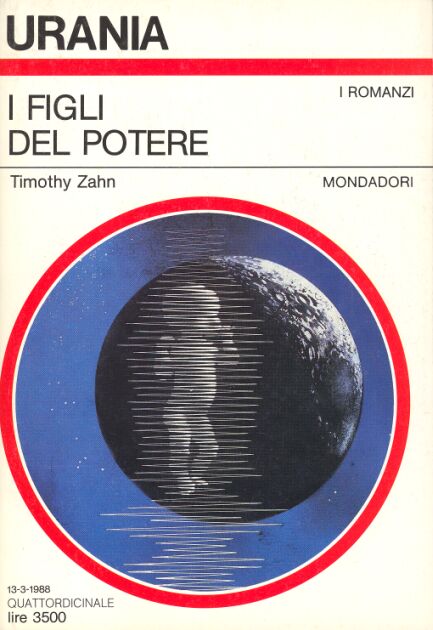 URANIA
I ROMANZI
I FIGLI
DEL POTERE
Timothy Zahn
MONDADORI
13-3-1988
QUATTORDICINALE
lire 3500